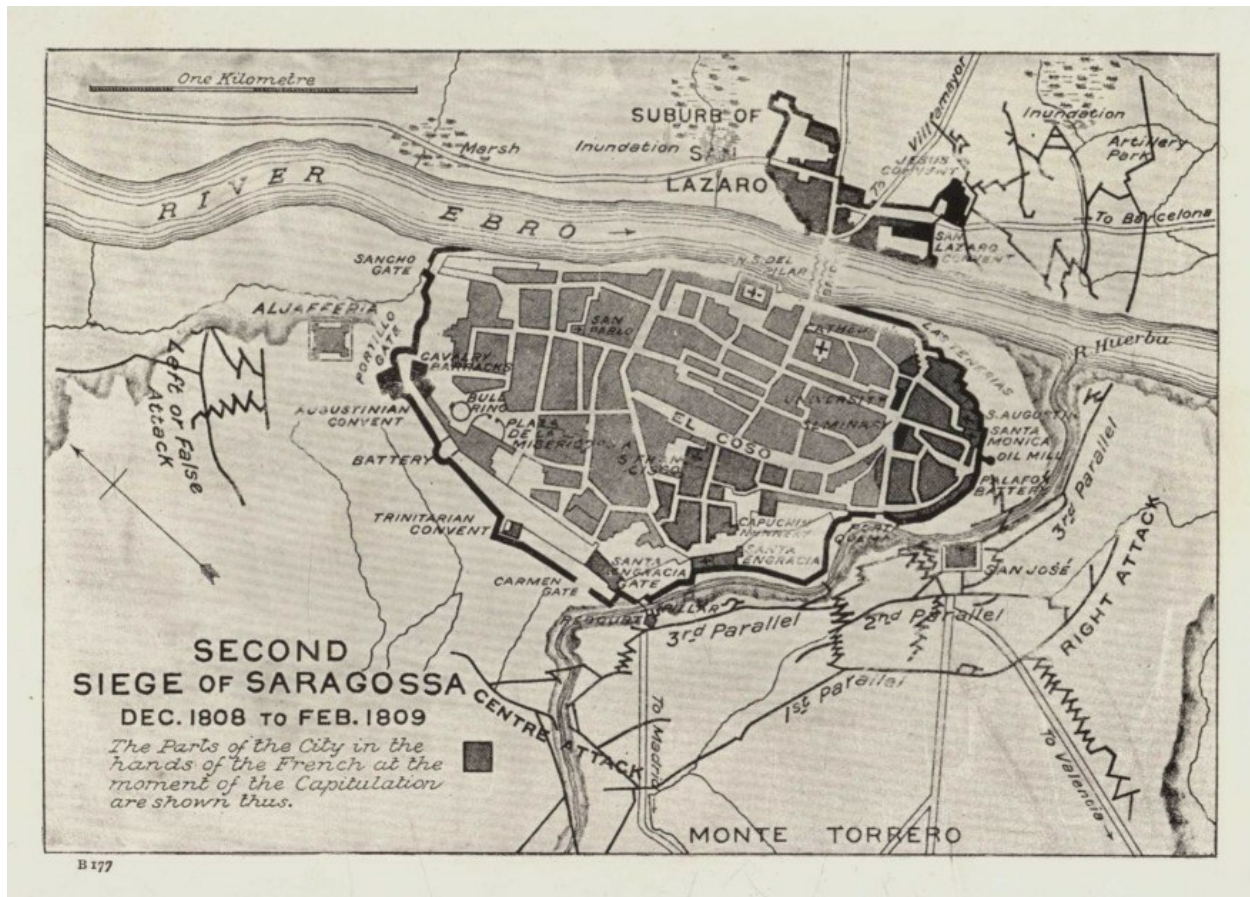 One Kilometre
SUBURB OF
S
LAZARO
Inundation
Marsh
To Villamayor
JESUS
CONVENT
Inundation
Artillery
Park
To Barcelona
SAN
LAZARO
CONVENT
RIVER EBRO
SANCHO
GATE
N.S. DEL
PILAR
ALJAFFERIA
PORTILLO
GATE
SAN
PABLO
LAS TENERIAS
R. Huerba
Left or False
Attack
CAVALRY
BARRACKS
BULL
RING
UNIVERSITY
AUGUSTINIAN
CONVENT
PLAZA
DE LA
EL COSO
SEMINARY
S. AUGUSTIN
SANTA
MONICA
OIL MILL
BATTERY
PALAFOX
BATTERY
3rd Parallel
TRINITARIAN
CONVENT
CAPUCHIN
NUNNERY
SANTA
ENGRACIA
SANTA
ENGRACIA
GATE
CARMEN
GATE
SAN JOSÉ
RIGHT ATTACK
PILLAR
3rd Parallel
2nd Parallel
1st Parallel
SECOND
SIEGE OF SARAGOSSA
DEC. 1808 TO FEB. 1809
The Parts of the City in the
hands of the French at the
moment of the Capitulation
are shown thus.
CENTRE ATTACK
To Madrid
To Valencia
MONTE TORRERO
B 177